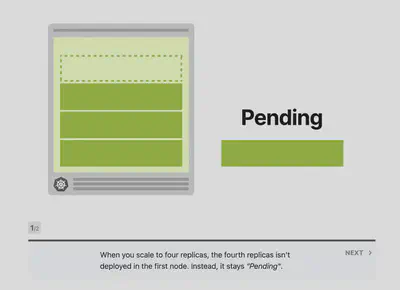 Pending
1/2
When you scale to four replicas, the fourth replicas isn't
deployed in the first node. Instead, it stays "Pending".
NEXT